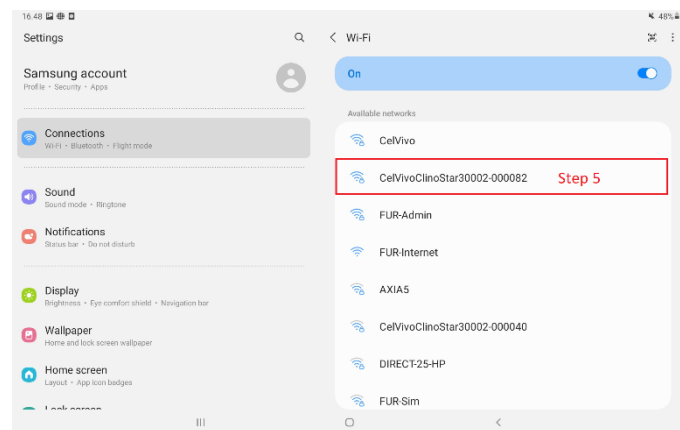 16.48
48%
Settings
Wi-Fi
Samsung account
Profile • Security • Apps
On
Connections
Wi-Fi • Bluetooth • Flight mode
Sound
Sound mode • Ringtone
Notifications
Status bar • Do not disturb
Display
Brightness • Eye comfort shield • Navigation bar
Wallpaper
Home and lock screen wallpaper
Home screen
Layout • App icon badges
Lock screen
Available networks
CelVivo
CelVivoClinoStar30002-000082 Step 5
FUR-Admin
FUR-Internet
AXIA5
CelVivoClinoStar30002-000040
DIRECT-25-HP
FUR-Sim